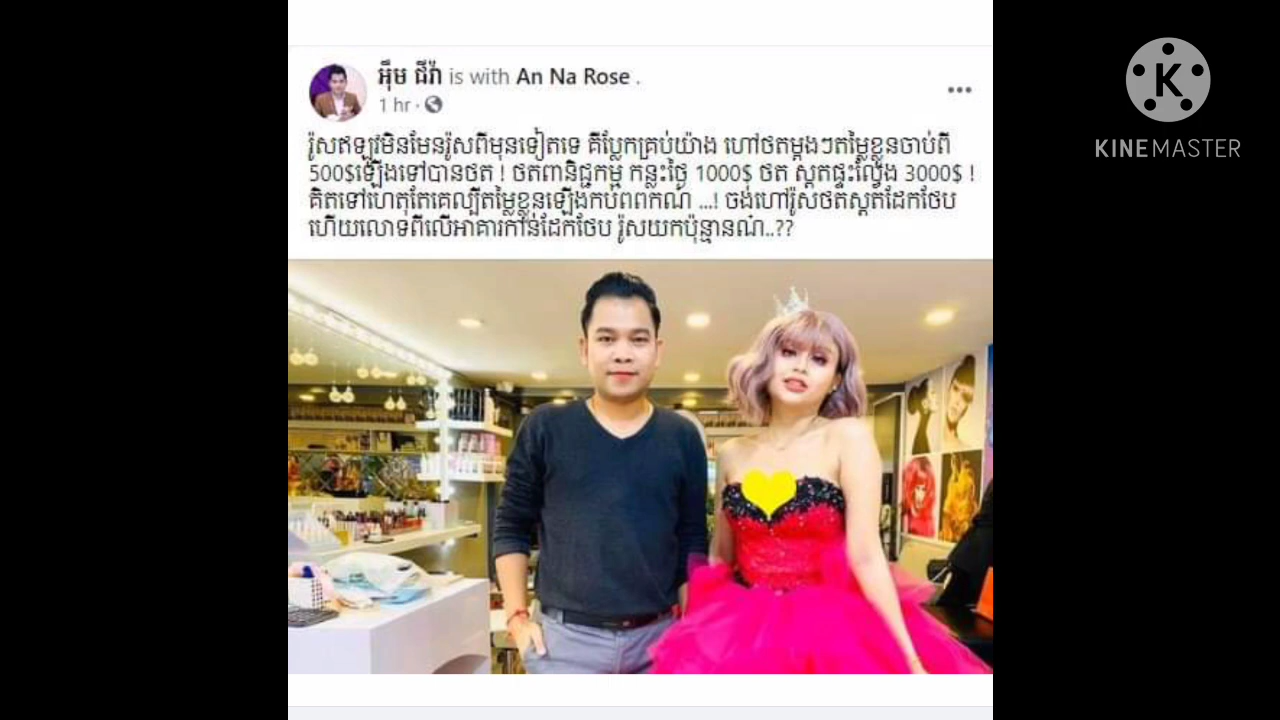 អ៊ឹម ជីវ៉ា is with An Na Rose .
1 hr ·
រ៉ូសឥឡូវមិនមែនរ៉ូសពីមុនទៀតទេ គឺប្លែកគ្រប់យ៉ាង ហៅថតម្ដងៗតម្លៃខ្លួនចាប់ពី
500$ឡើងទៅបានថត ! ថតពានិជ្ជកម្ម កន្លះថ្ងៃ 1000$ ថត ស្តតផ្ទះល្វែង 3000$ !
គិតទៅហេតុតែគេល្បីតម្លៃខ្លួនឡើងកប់ពពកណ៎ ...! ចង់ហៅរ៉ូសថតស្តតដែកថែប
ហើយលោទពីលើអាគារកាន់ដែកថែប រ៉ូសយកប៉ុន្មានណ៎..??
KINEMASTER